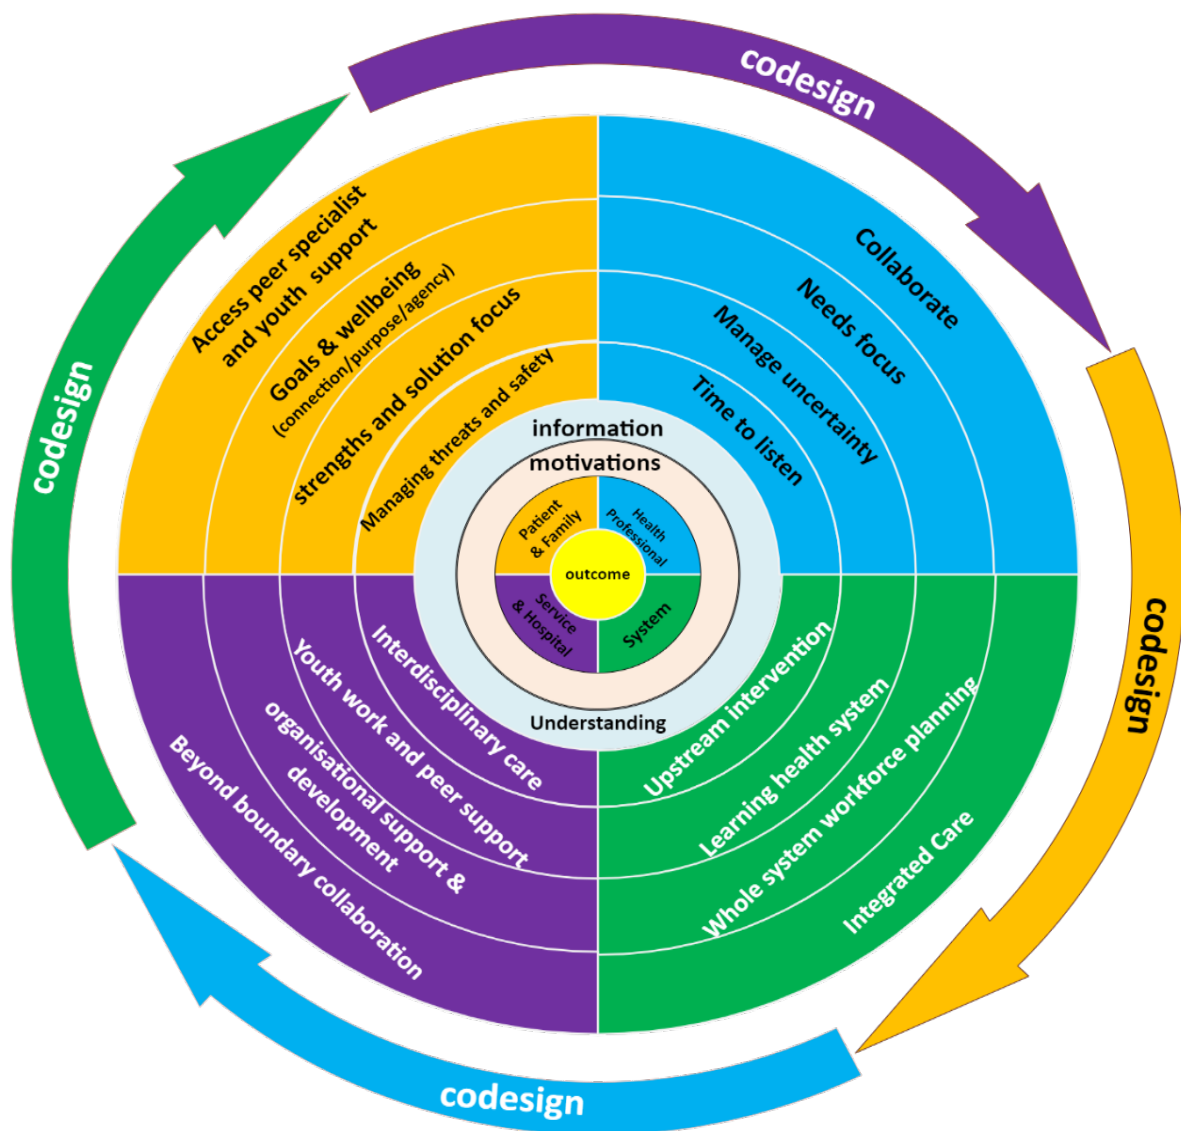 codesign
Access peer specialist
and youth support
Goals & wellbeing
(connection/purpose/agency)
strengths and solution focus
Managing threats and safety
Collaborate
Needs focus
Manage uncertainty
Time to listen
information
motivations
Patient
& Family
Health
Professional
outcome
Service
& Hospital
System
Understanding
Interdisciplinary care
Youth work and peer support
organisational support &
development
Beyond boundary collaboration
Upstream intervention
Learning health system
Whole system workforce planning
Integrated Care
codesign
codesign
codesign